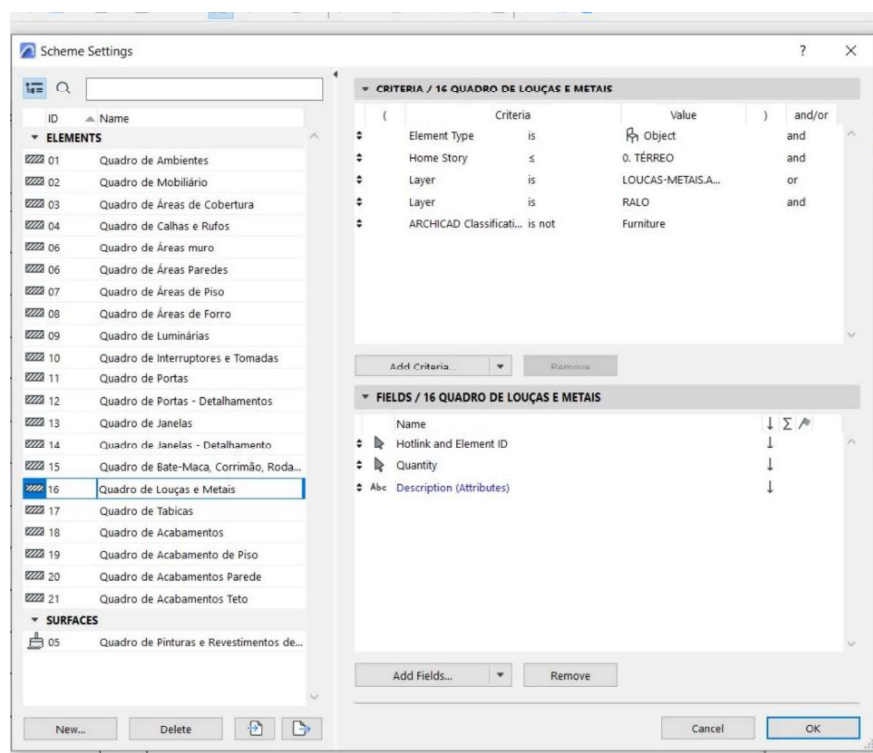 Scheme Settings ? ×
ID Name
ELEMENTS
01 Quadro de Ambientes
02 Quadro de Mobiliário
03 Quadro de Áreas de Cobertura
04 Quadro de Calhas e Rufos
06 Quadro de Áreas muro
06 Quadro de Áreas Paredes
07 Quadro de Áreas de Piso
08 Quadro de Áreas de Forro
09 Quadro de Luminárias
10 Quadro de Interruptores e Tomadas
11 Quadro de Portas
12 Quadro de Portas - Detalhamentos
13 Quadro de Janelas
14 Quadro de Janelas - Detalhamento
15 Quadro de Bate-Maca, Corrimão, Roda...
16 Quadro de Louças e Metais
17 Quadro de Tabicas
18 Quadro de Acabamentos
19 Quadro de Acabamento de Piso
20 Quadro de Acabamentos Parede
21 Quadro de Acabamentos Teto
SURFACES
05 Quadro de Pinturas e Revestimentos de...
New... Delete
CRITERIA / 16 QUADRO DE LOUÇAS E METAIS
( Criteria Value ) and/or
Element Type is Object and
Home Story ≤ 0. TÉRREO and
Layer is LOUCAS-METAIS.A... or
Layer is RALO and
ARCHICAD Classificati... is not Furniture
Add Criteria... Remove
FIELDS / 16 QUADRO DE LOUÇAS E METAIS
Name ↓ Σ
Hotlink and Element ID ↓
Quantity ↓
Abc Description (Attributes) ↓
Add Fields... Remove
Cancel OK